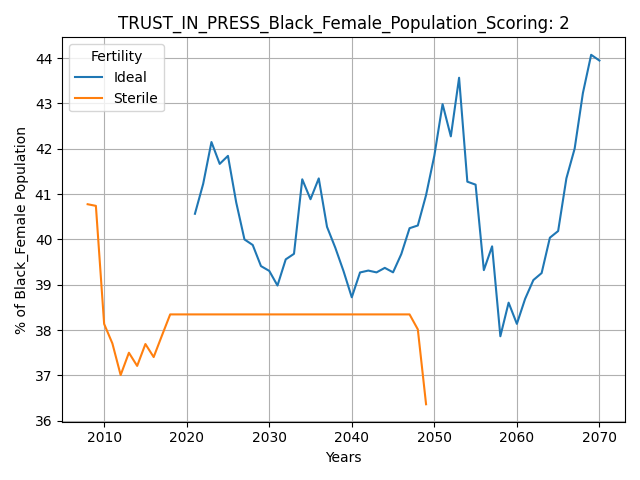 TRUST_IN_PRESS_Black_Female_Population_Scoring: 2
Fertility
Ideal
Sterile
% of Black_Female Population
44
43
42
41
40
39
38
37
36
2010 2020 2030 2040 2050 2060 2070
Years